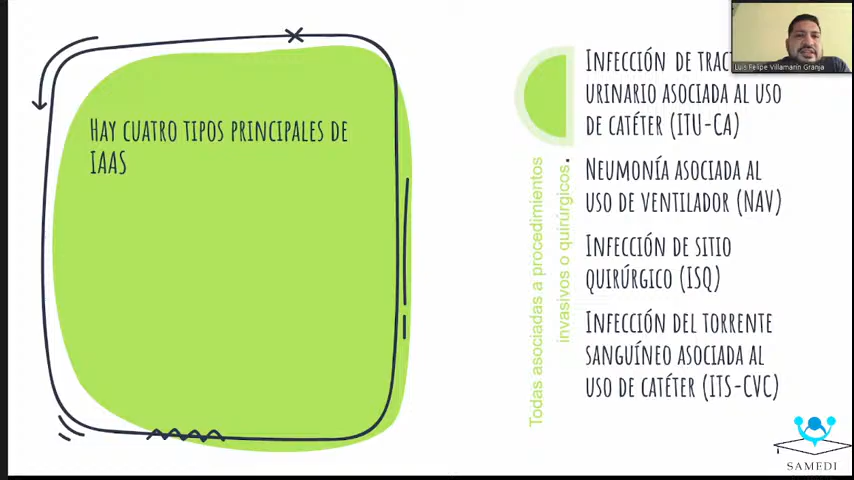 Hay cuatro tipos principales de
IAAS
Todas asociadas a procedimientos
invasivos o quirúrgicos.
Infección de trac
urinario asociada al uso
de catéter (ITU-CA)
Neumonía asociada al
uso de ventilador (NAV)
Infección de sitio
quirúrgico (ISQ)
Infección del torrente
sanguíneo asociada al
uso de catéter (ITS-CVC)
Luis Felipe Villamarin Granja
SAMEDI